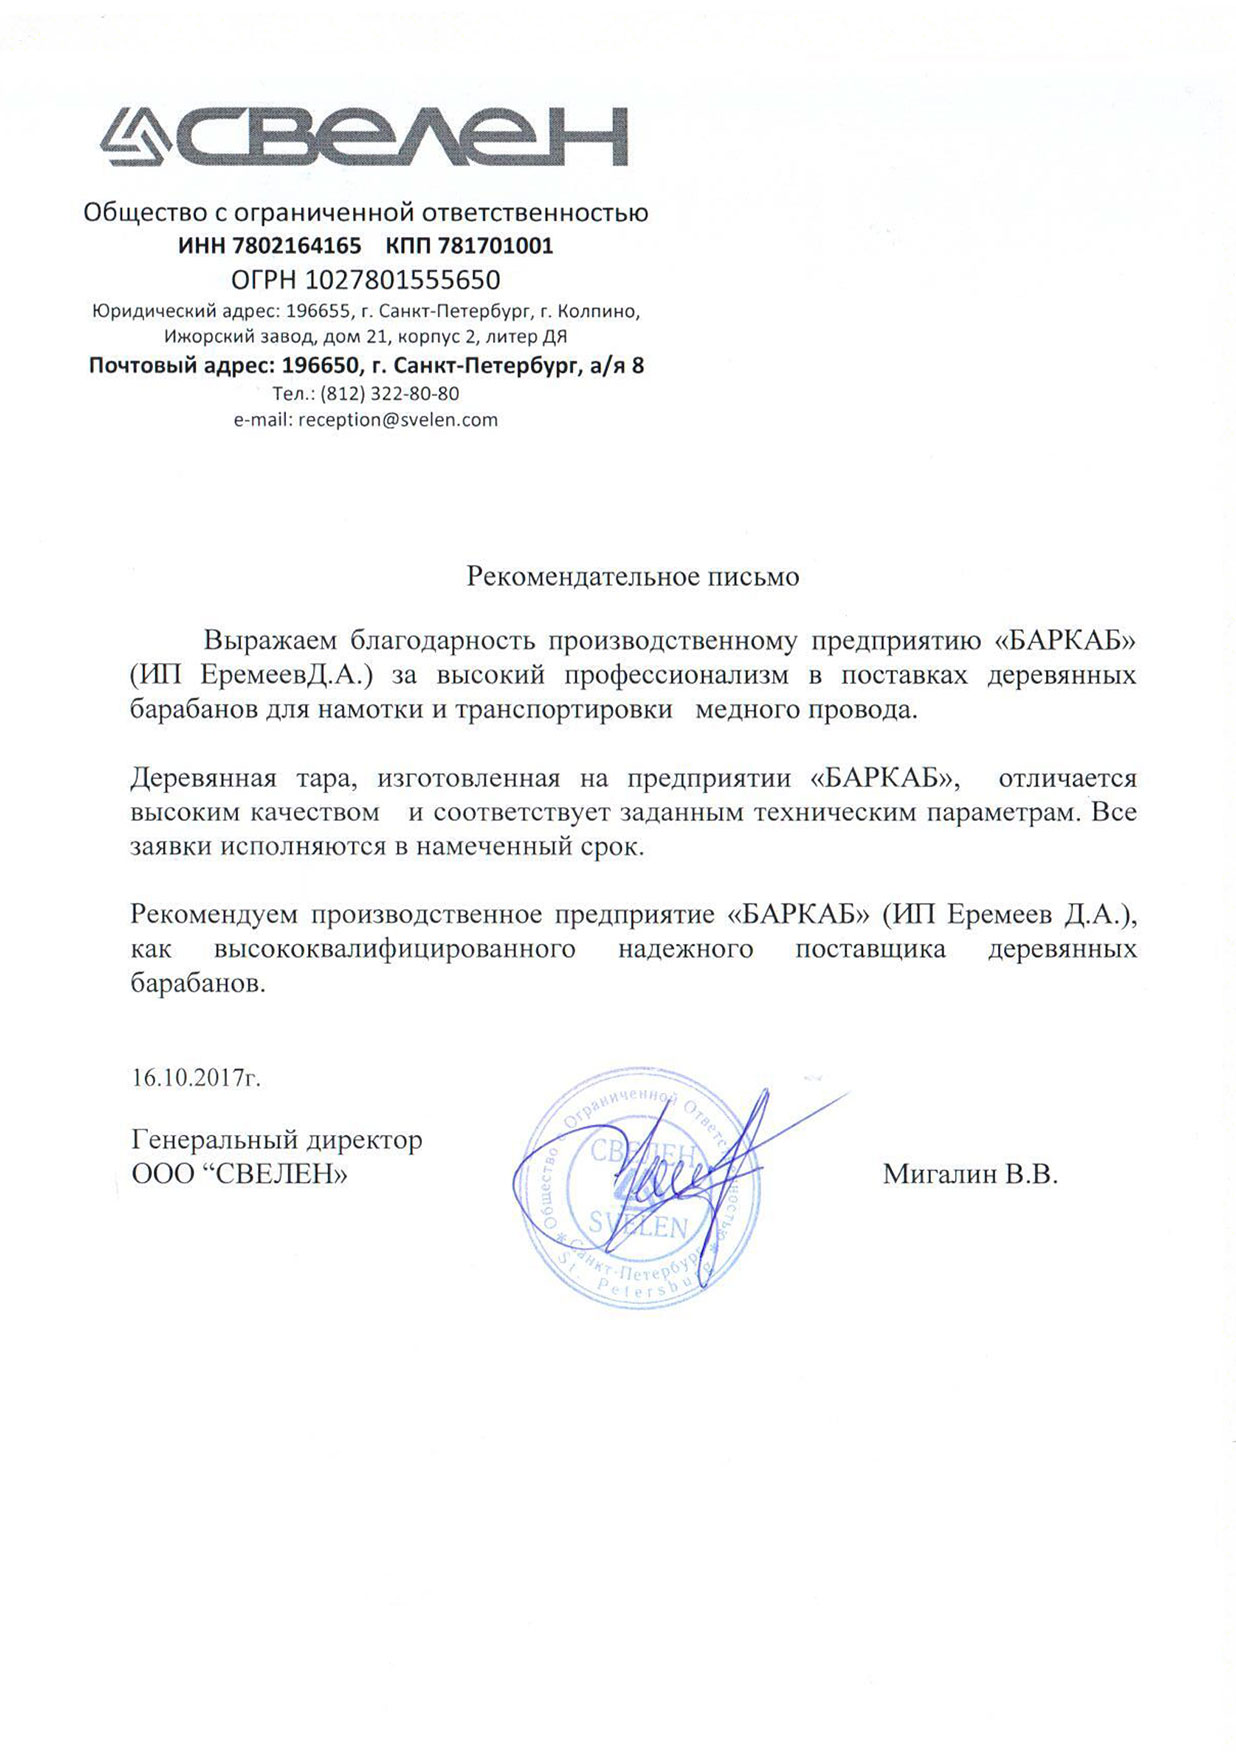 СВЕЛЕН
Общество с ограниченной ответственностью
ИНН 7802164165 КПП 781701001
ОГРН 1027801555650
Юридический адрес: 196655, г. Санкт-Петербург, г. Колпино,
Ижорский завод, дом 21, корпус 2, литер ДЯ
Почтовый адрес: 196650, г. Санкт-Петербург, а/я 8
Тел.: (812) 322-80-80
e-mail: reception@svelen.com
Рекомендательное письмо
Выражаем благодарность производственному предприятию «БАРКАБ»
(ИП ЕремеевД.А.) за высокий профессионализм в поставках деревянных
барабанов для намотки и транспортировки медного провода.
Деревянная тара, изготовленная на предприятии «БАРКАБ», отличается
высоким качеством и соответствует заданным техническим параметрам. Все
заявки исполняются в намеченный срок.
Рекомендуем производственное предприятие «БАРКАБ» (ИП Еремеев Д.А.),
как высококвалифицированного надежного поставщика деревянных
барабанов.
16.10.2017г.
Генеральный директор
ООО “СВЕЛЕН»
Мигалин В.В.
Общество с Ограниченной Ответственностью
СВЕЛЕН
SVELEN
Санкт-Петербург
St. Petersburg